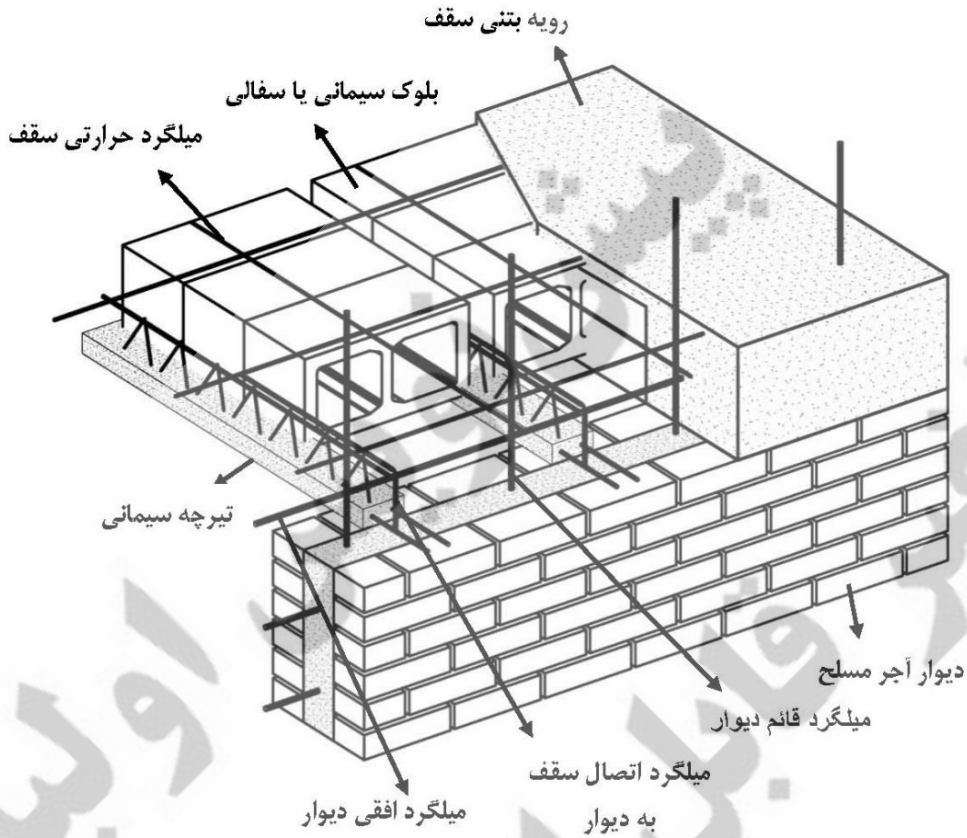 رویه بتنی سقف
بلوک سیمانی یا سفالی
میلگرد حرارتی سقف
تیرچه سیمانی
دیوار آجر مسلح
میلگرد قائم دیوار
میلگرد اتصال سقف
به دیوار
میلگرد افقی دیوار